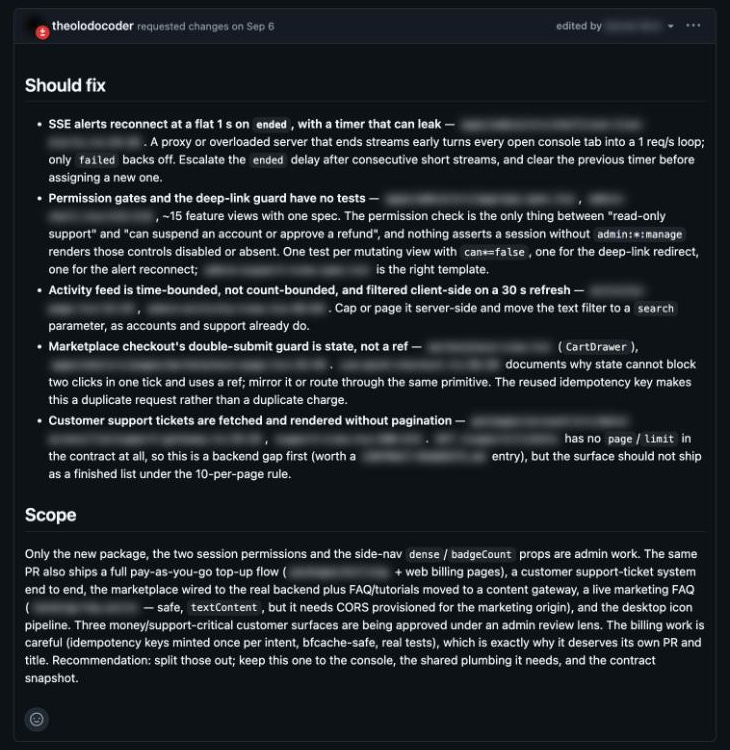 theolodocoder requested changes on Sep 6
edited by
Should fix
• SSE alerts reconnect at a flat 1 s on ended, with a timer that can leak —
. A proxy or overloaded server that ends streams early turns every open console tab into a 1 req/s loop;
only failed backs off. Escalate the ended delay after consecutive short streams, and clear the previous timer before
assigning a new one.
• Permission gates and the deep-link guard have no tests — ,
, ~15 feature views with one spec. The permission check is the only thing between "read-only
support" and "can suspend an account or approve a refund", and nothing asserts a session without admin:*:manage
renders those controls disabled or absent. One test per mutating view with can*=false, one for the deep-link redirect,
one for the alert reconnect; is the right template.
• Activity feed is time-bounded, not count-bounded, and filtered client-side on a 30 s refresh —
, . Cap or page it server-side and move the text filter to a search
parameter, as accounts and support already do.
• Marketplace checkout's double-submit guard is state, not a ref — ( CartDrawer ),
. documents why state cannot block
two clicks in one tick and uses a ref; mirror it or route through the same primitive. The reused idempotency key makes
this a duplicate request rather than a duplicate charge.
• Customer support tickets are fetched and rendered without pagination —
, . has no page / limit in
the contract at all, so this is a backend gap first (worth a entry), but the surface should not ship
as a finished list under the 10-per-page rule.
Scope
Only the new package, the two session permissions and the side-nav dense / badgeCount props are admin work. The same
PR also ships a full pay-as-you-go top-up flow ( + web billing pages), a customer support-ticket system
end to end, the marketplace wired to the real backend plus FAQ/tutorials moved to a content gateway, a live marketing FAQ
( — safe, textContent, but it needs CORS provisioned for the marketing origin), and the desktop icon
pipeline. Three money/support-critical customer surfaces are being approved under an admin review lens. The billing work is
careful (idempotency keys minted once per intent, bfcache-safe, real tests), which is exactly why it deserves its own PR and
title. Recommendation: split those out; keep this one to the console, the shared plumbing it needs, and the contract
snapshot.